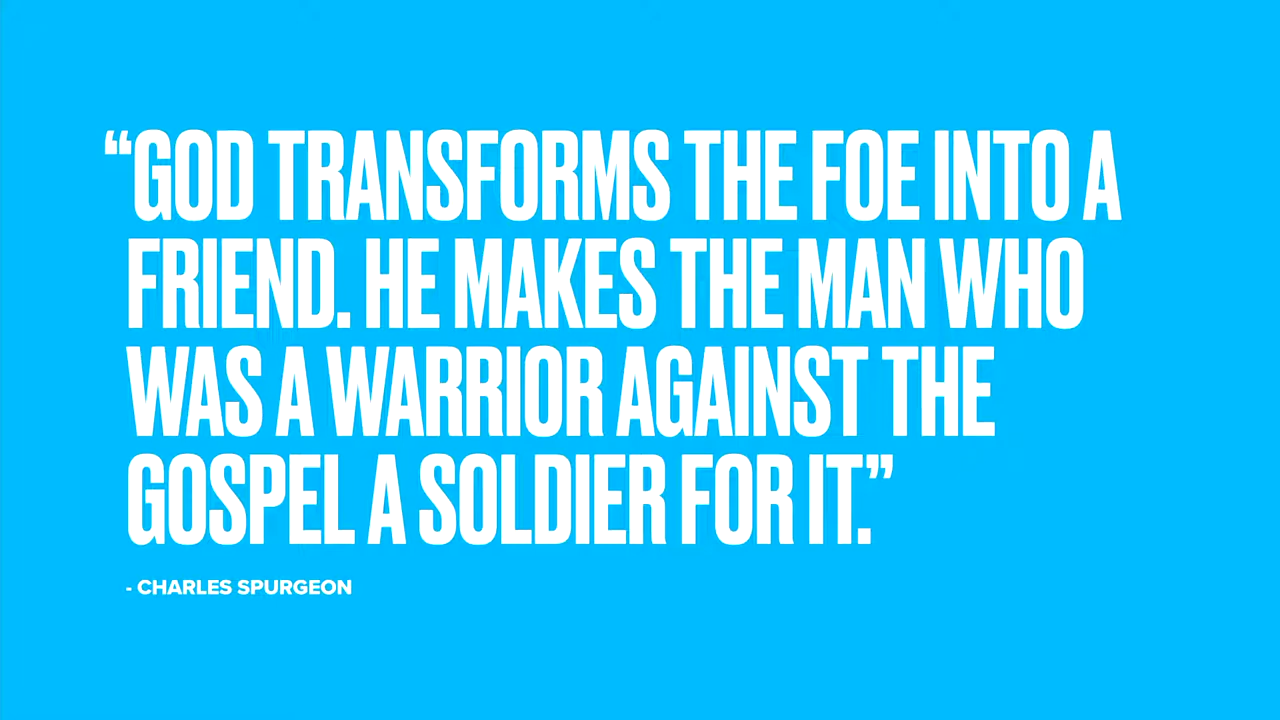 “GOD TRANSFORMS THE FOE INTO A
FRIEND. HE MAKES THE MAN WHO
WAS A WARRIOR AGAINST THE
GOSPEL A SOLDIER FOR IT.”
- CHARLES SPURGEON